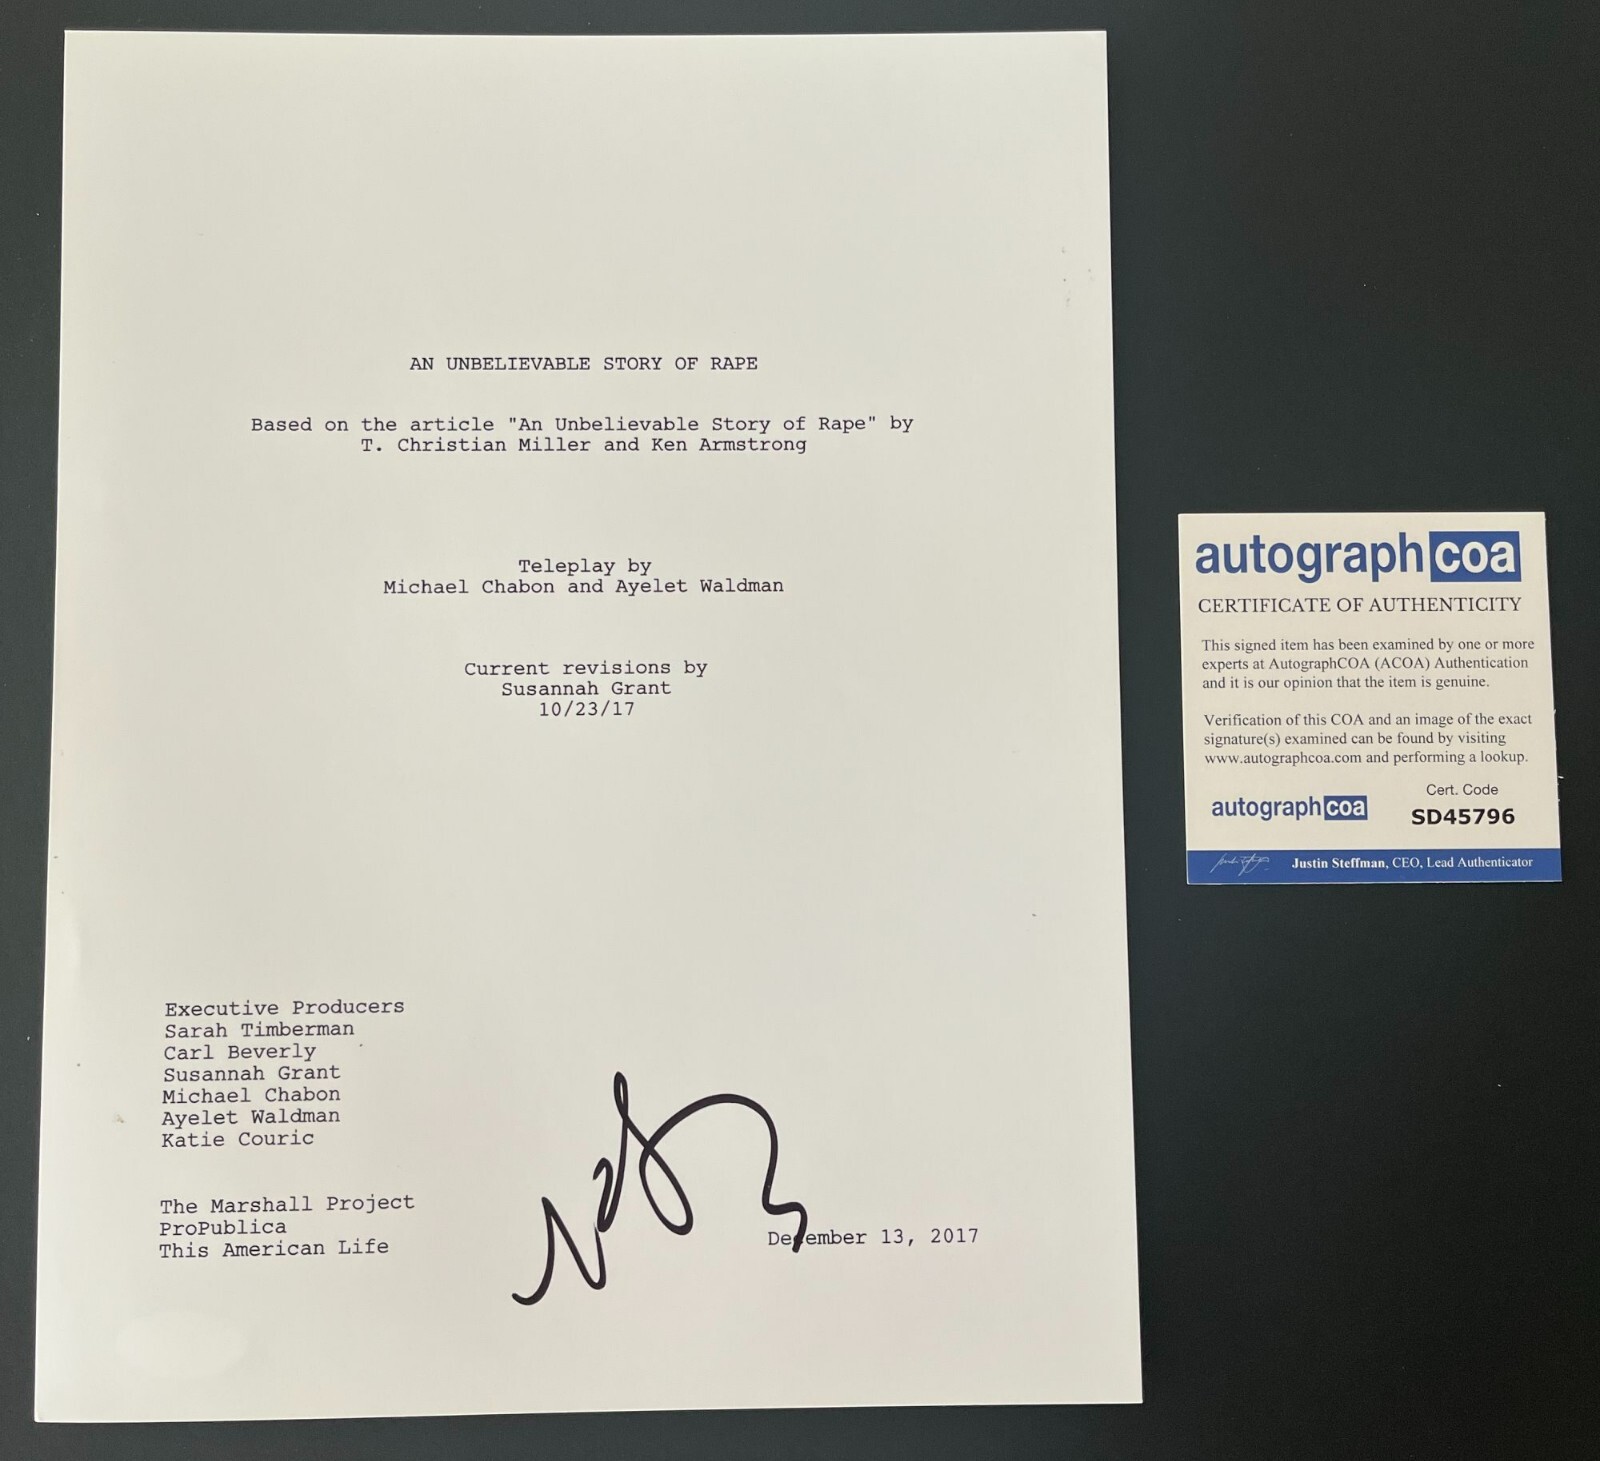 AN UNBELIEVABLE STORY OF RAPE
Based on the article "An Unbelievable Story of Rape" by
T. Christian Miller and Ken Armstrong
Teleplay by
Michael Chabon and Ayelet Waldman
Current revisions by
Susannah Grant
10/23/17
Executive Producers
Sarah Timberman
Carl Beverly
Susannah Grant
Michael Chabon
Ayelet Waldman
Katie Couric
The Marshall Project
ProPublica
This American Life
December 13, 2017
autographcoa
CERTIFICATE OF AUTHENTICITY
This signed item has been examined by one or more
experts at AutographCOA (ACOA) Authentication
and it is our opinion that the item is genuine.
Verification of this COA and an image of the exact
signature(s) examined can be found by visiting
www.autographcoa.com and performing a lookup.
autographcoa
Cert. Code
SD45796
Justin Steffman, CEO, Lead Authenticator